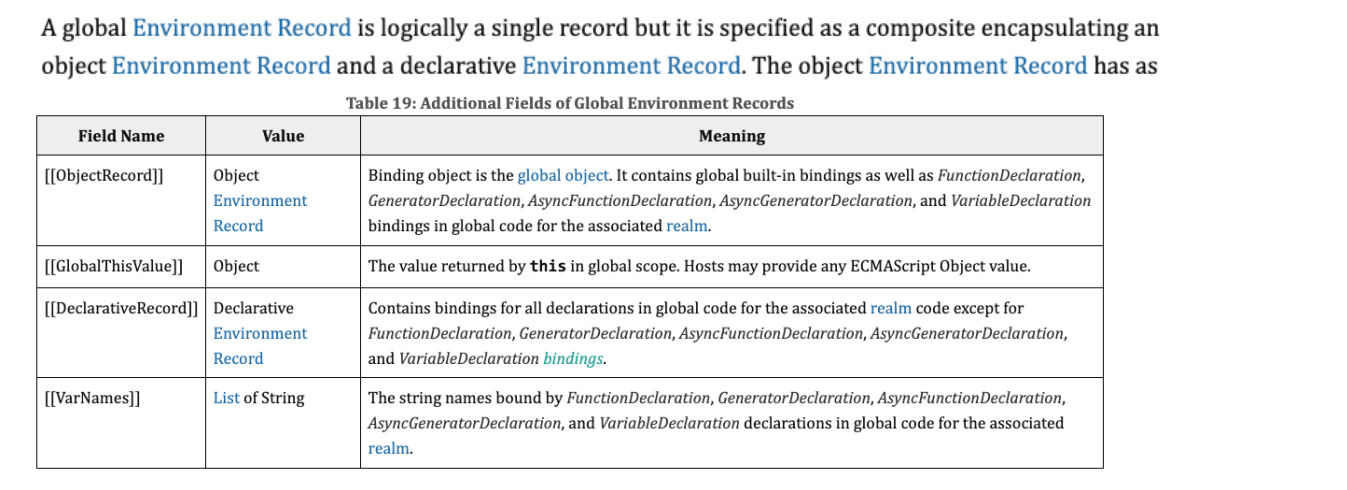 A global Environment Record is logically a single record but it is specified as a composite encapsulating an
object Environment Record and a declarative Environment Record. The object Environment Record has as
Table 19: Additional Fields of Global Environment Records
Field Name Value Meaning
[[ObjectRecord]] Object Binding object is the global object. It contains global built-in bindings as well as FunctionDeclaration,
Environment GeneratorDeclaration, AsyncFunctionDeclaration, AsyncGeneratorDeclaration, and VariableDeclaration
Record bindings in global code for the associated realm.
[[GlobalThisValue]] Object The value returned by this in global scope. Hosts may provide any ECMAScript Object value.
[[DeclarativeRecord]] Declarative Contains bindings for all declarations in global code for the associated realm code except for
Environment FunctionDeclaration, GeneratorDeclaration, AsyncFunctionDeclaration, AsyncGeneratorDeclaration,
Record and VariableDeclaration bindings.
[[VarNames]] List of String The string names bound by FunctionDeclaration, GeneratorDeclaration, AsyncFunctionDeclaration,
AsyncGeneratorDeclaration, and VariableDeclaration declarations in global code for the associated
realm.